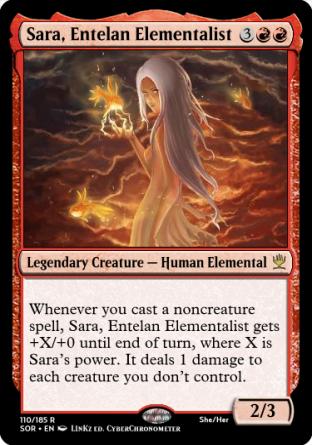 Sara, Entelan Elementalist 3
Legendary Creature — Human Elemental
Whenever you cast a noncreature
spell, Sara, Entelan Elementalist gets
+X/+0 until end of turn, where X is
Sara's power. It deals 1 damage to
each creature you don't control.
2/3
110/185 R
SOR • EN LinKz ed. CyberChronometer
She/Her